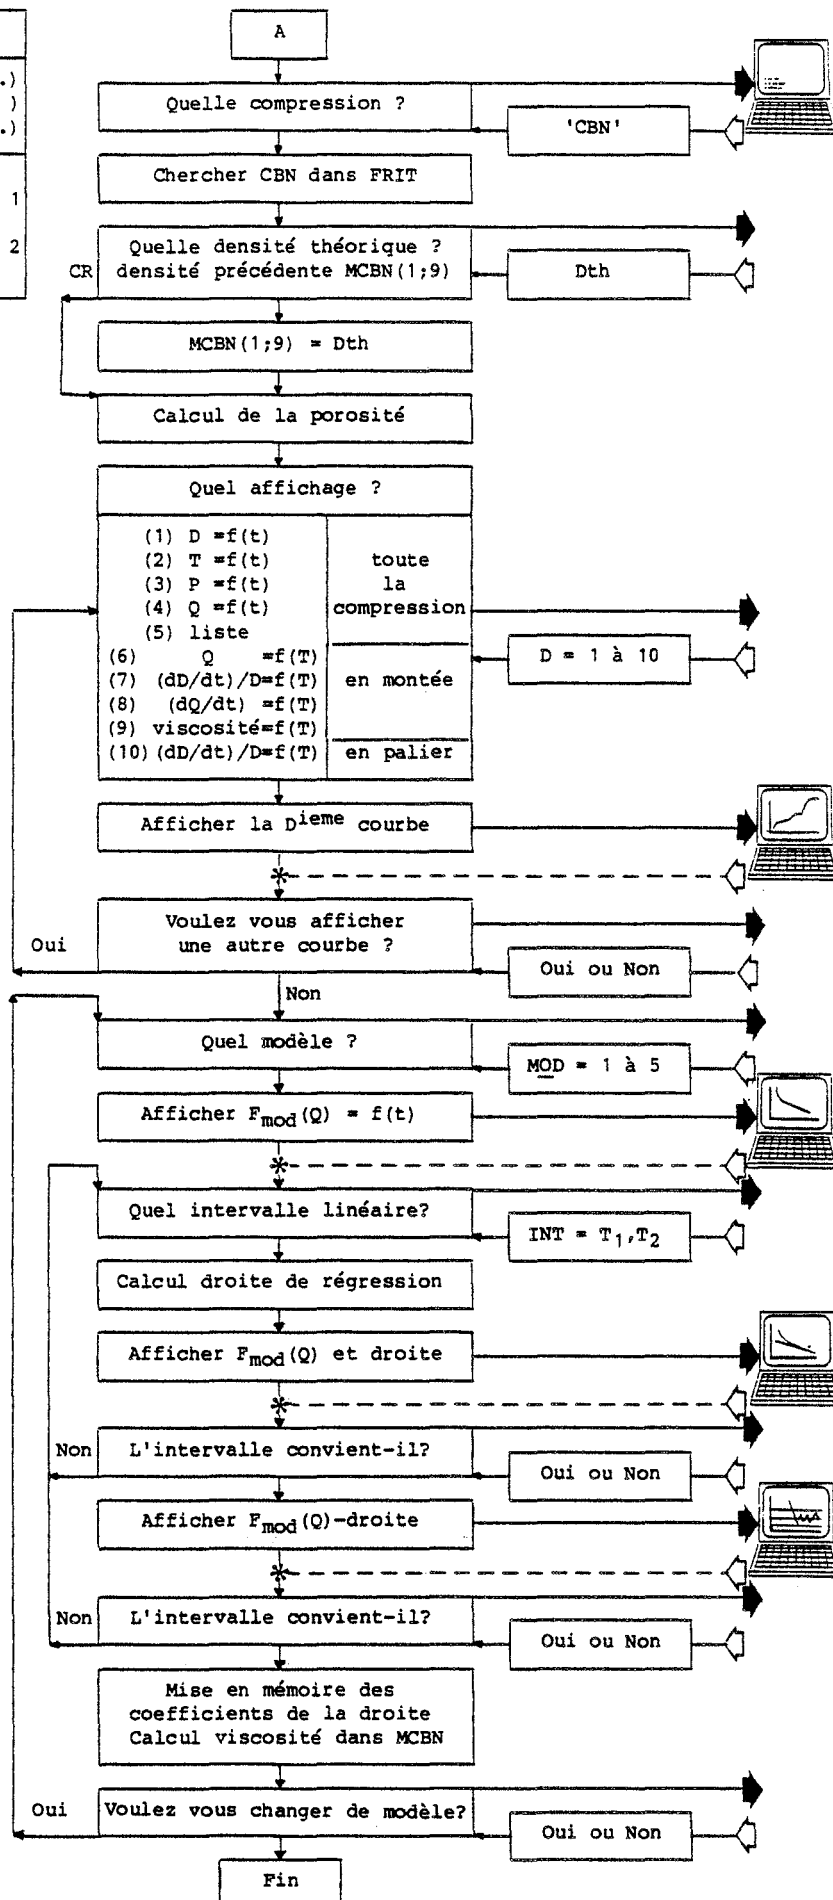 A
.)
)
.)
1
2
Quelle compression ?
'CBN'
Chercher CBN dans FRIT
Quelle densité théorique ?
densité précédente MCBN(1;9)
CR
Dth
MCBN(1;9) = Dth
Calcul de la porosité
Quel affichage ?
(1) D =f(t)
(2) T =f(t)
(3) P =f(t)
(4) Q =f(t)
(5) liste
toute
la
compression
(6) Q =f(T)
(7) (dD/dt)/D=f(T)
(8) (dQ/dt) =f(T)
(9) viscosité=f(T)
en montée
(10) (dD/dt)/D=f(T)
en palier
D = 1 à 10
Afficher la Dieme courbe
*
Voulez vous afficher
une autre courbe ?
Oui
Oui ou Non
Non
Quel modèle ?
MOD = 1 à 5
Afficher Fmod(Q) = f(t)
*
Quel intervalle linéaire?
INT = T1,T2
Calcul droite de régression
Afficher Fmod(Q) et droite
*
Non
L'intervalle convient-il?
Oui ou Non
Afficher Fmod(Q)-droite
*
Non
L'intervalle convient-il?
Oui ou Non
Mise en mémoire des
coefficients de la droite
Calcul viscosité dans MCBN
Oui
Voulez vous changer de modèle?
Oui ou Non
Fin